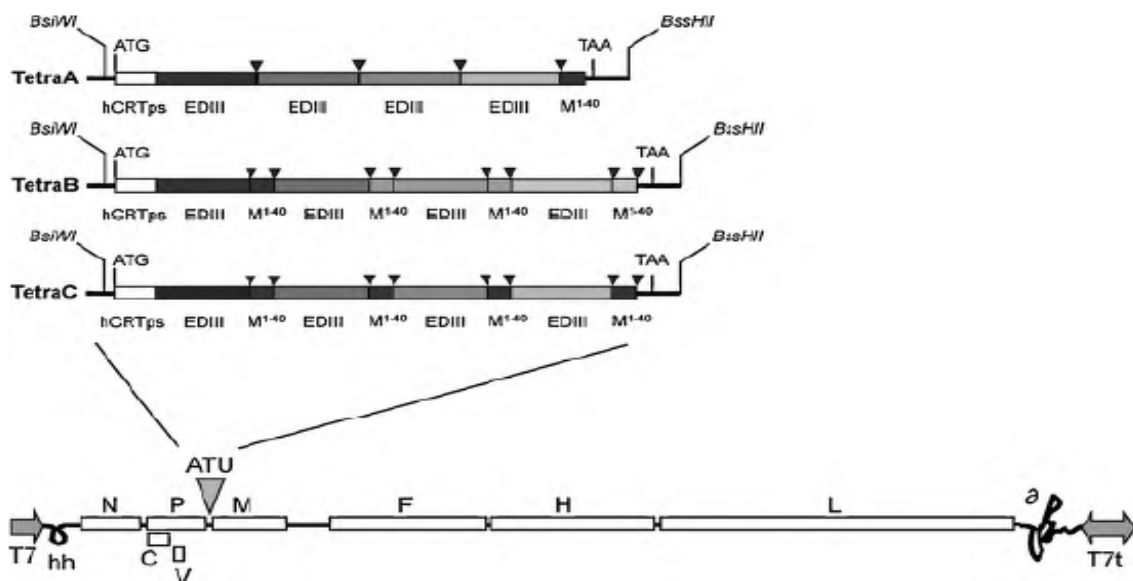 BsiWI BssHII
ATG TAA
TetraA
hCRTps EDIII EDIII EDIII EDIII M1-40
BsiWI BssHII
ATG TAA
TetraB
hCRTps EDIII M1-40 EDIII M1-40 EDIII M1-40 EDIII M1-40
BsiWI BssHII
ATG TAA
TetraC
hCRTps EDIII M1-40 EDIII M1-40 EDIII M1-40 EDIII M1-40
ATU
N P M F H L ∂
T7 hh C T7t
V